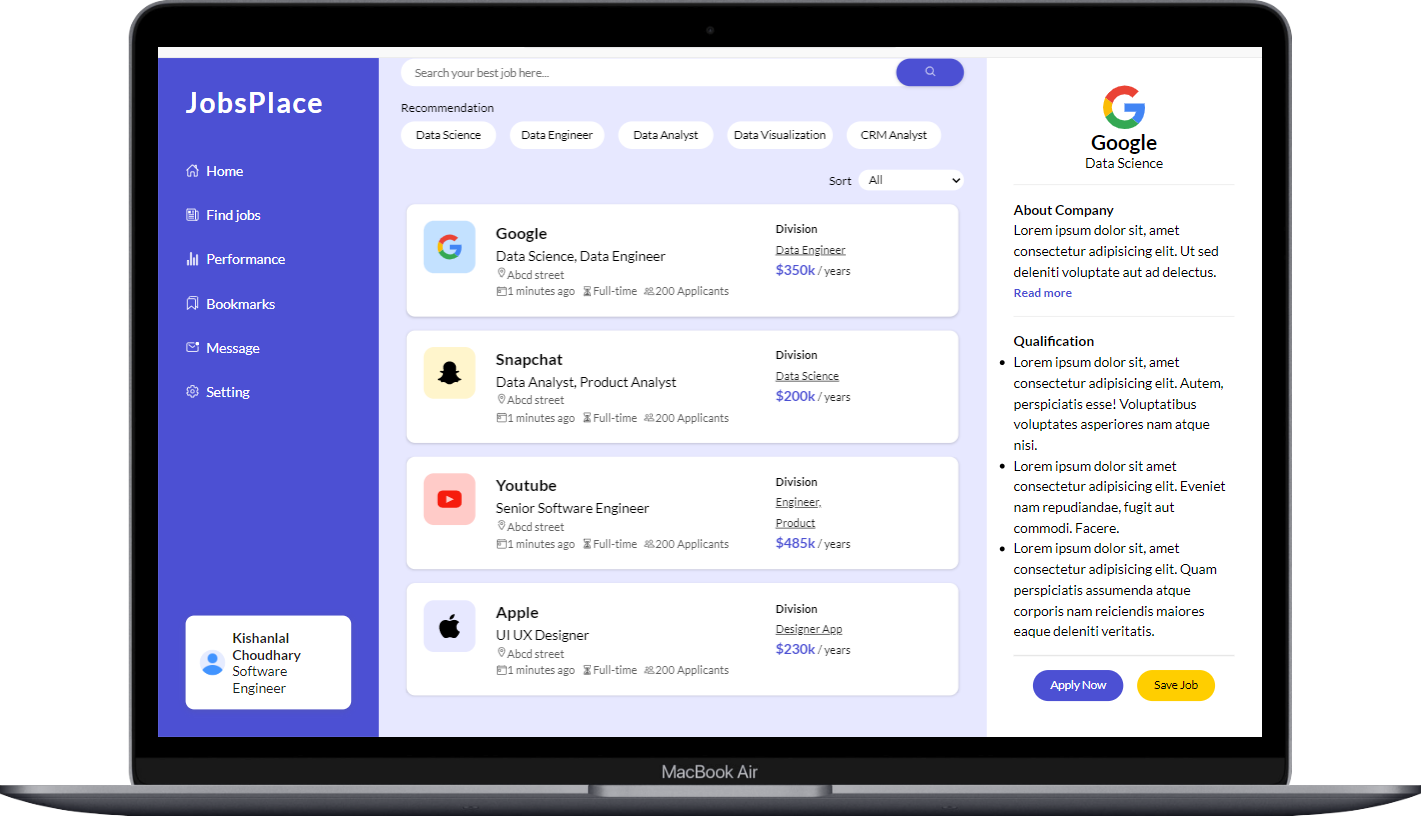 JobsPlace
Home
Find jobs
Performance
Bookmarks
Message
Setting
Kishanlal
Choudhary
Software
Engineer
Search your best job here...
Recommendation
Data Science
Data Engineer
Data Analyst
Data Visualization
CRM Analyst
Sort
All
Google
Data Science, Data Engineer
Abcd street
1 minutes ago Full-time 200 Applicants
Division
Data Engineer
$350k / years
Snapchat
Data Analyst, Product Analyst
Abcd street
1 minutes ago Full-time 200 Applicants
Division
Data Science
$200k / years
Youtube
Senior Software Engineer
Abcd street
1 minutes ago Full-time 200 Applicants
Division
Engineer,
Product
$485k / years
Apple
UI UX Designer
Abcd street
1 minutes ago Full-time 200 Applicants
Division
Designer App
$230k / years
Google
Data Science
About Company
Lorem ipsum dolor sit, amet
consectetur adipisicing elit. Ut sed
deleniti voluptate aut ad delectus.
Read more
Qualification
Lorem ipsum dolor sit, amet
consectetur adipisicing elit. Autem,
perspiciatis esse! Voluptatibus
voluptates asperiores nam atque
nisi.
Lorem ipsum dolor sit amet
consectetur adipisicing elit. Eveniet
nam repudiandae, fugit aut
commodi. Facere.
Lorem ipsum dolor sit, amet
consectetur adipisicing elit. Quam
perspiciatis assumenda atque
corporis nam reiciendis maiores
eaque deleniti veritatis.
Apply Now
Save Job
MacBook Air